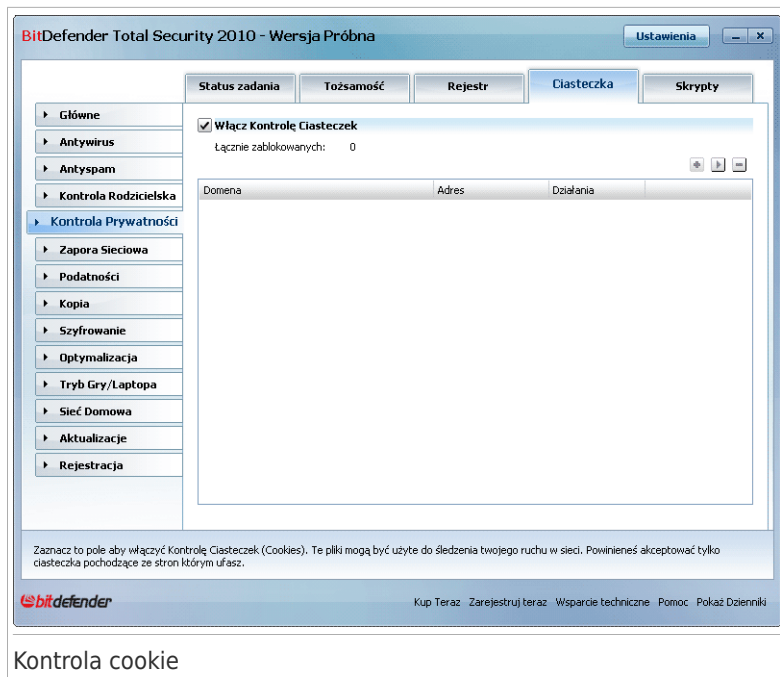 BitDefender Total Security 2010 - Wersja Próbna
Ustawienia
Status zadania
Tożsamość
Rejestr
Ciasteczka
Skrypty
Główne
Antywirus
Antyspam
Kontrola Rodzicielska
Kontrola Prywatności
Zapora Sieciowa
Podatności
Kopia
Szyfrowanie
Optymalizacja
Tryb Gry/Laptopa
Sieć Domowa
Aktualizacje
Rejestracja
Włącz Kontrolę Ciasteczek
Łącznie zablokowanych: 0
Domena Adres Działania
Zaznacz to pole aby włączyć Kontrolę Ciasteczek (Cookies). Te pliki mogą być użyte do śledzenia twojego ruchu w sieci. Powinieneś akceptować tylko
ciasteczka pochodzące ze stron którym ufasz.
bitdefender
Kup Teraz Zarejestruj teraz Wsparcie techniczne Pomoc Pokaż Dzienniki
Kontrola cookie